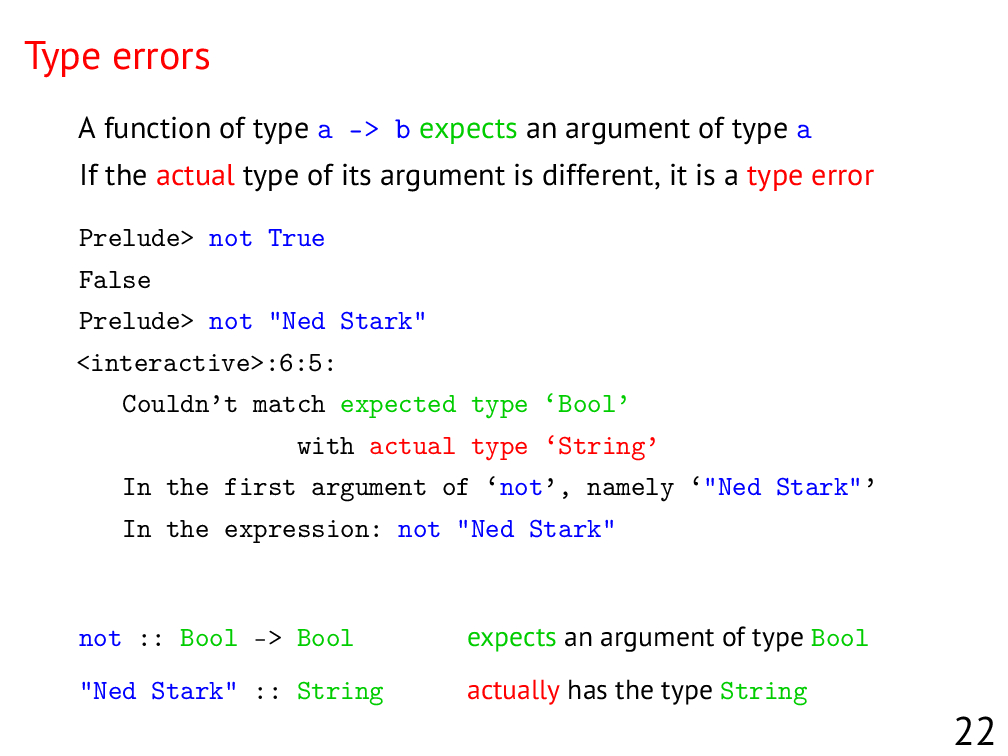 Type errors
A function of type a -> b expects an argument of type a
If the actual type of its argument is different, it is a type error
Prelude> not True
False
Prelude> not "Ned Stark"
<interactive>:6:5:
Couldn’t match expected type ‘Bool’
with actual type ‘String’
In the first argument of ‘not’, namely ‘"Ned Stark"’
In the expression: not "Ned Stark"
not :: Bool -> Bool expects an argument of type Bool
"Ned Stark" :: String actually has the type String
22